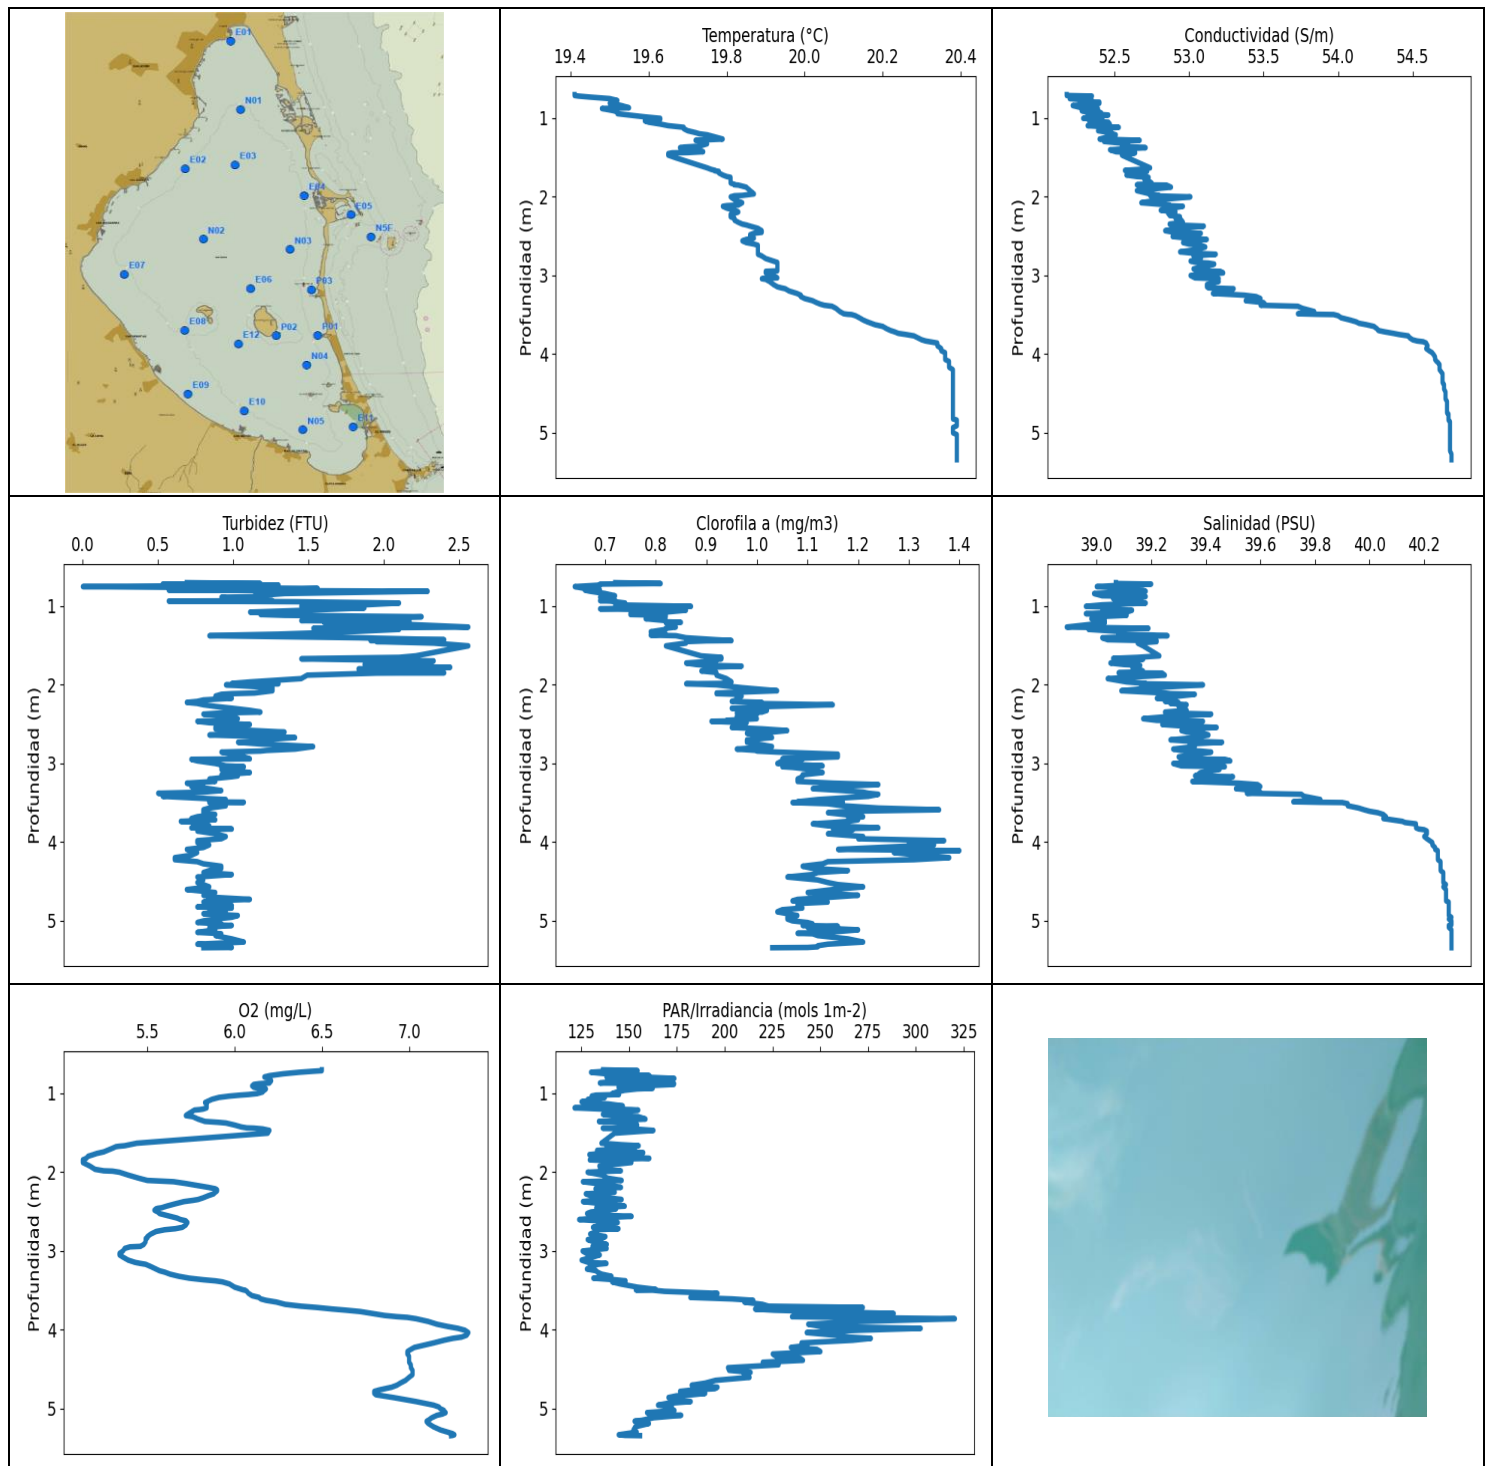 E01
N01
E02
E03
E04
E05
N5F
N02
N03
E07
E06
P03
E08
E12
P02
P01
N04
E09
E10
N05
E11
Temperatura (°C)
19.4 19.6 19.8 20.0 20.2 20.4
Profundidad (m)
1
2
3
4
5
Conductividad (S/m)
52.5 53.0 53.5 54.0 54.5
Profundidad (m)
1
2
3
4
5
Turbidez (FTU)
0.0 0.5 1.0 1.5 2.0 2.5
Profundidad (m)
1
2
3
4
5
Clorofila a (mg/m3)
0.7 0.8 0.9 1.0 1.1 1.2 1.3 1.4
Profundidad (m)
1
2
3
4
5
Salinidad (PSU)
39.0 39.2 39.4 39.6 39.8 40.0 40.2
Profundidad (m)
1
2
3
4
5
O2 (mg/L)
5.5 6.0 6.5 7.0
Profundidad (m)
1
2
3
4
5
PAR/Irradiancia (mols 1m-2)
125 150 175 200 225 250 275 300 325
Profundidad (m)
1
2
3
4
5